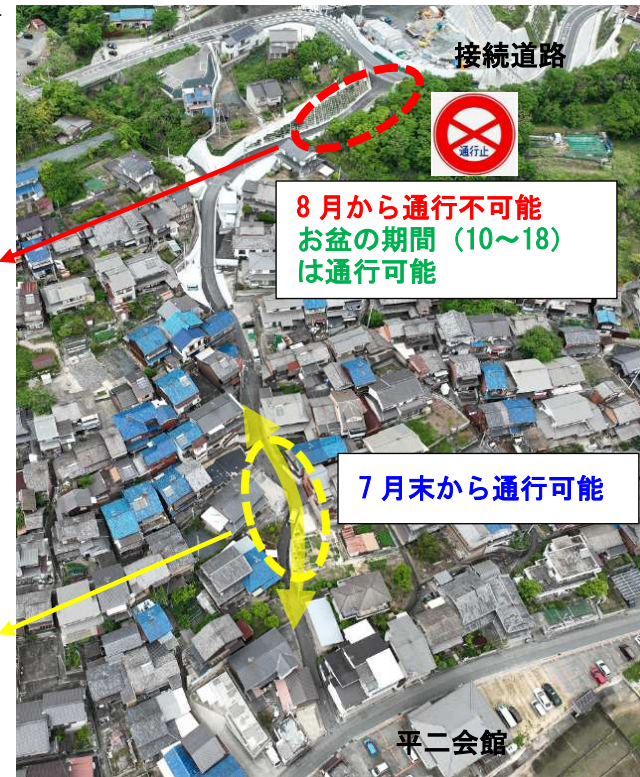 接続道路
通行止
8月から通行不可能
お盆の期間（10～18）
は通行可能
7月末から通行可能
平二会館